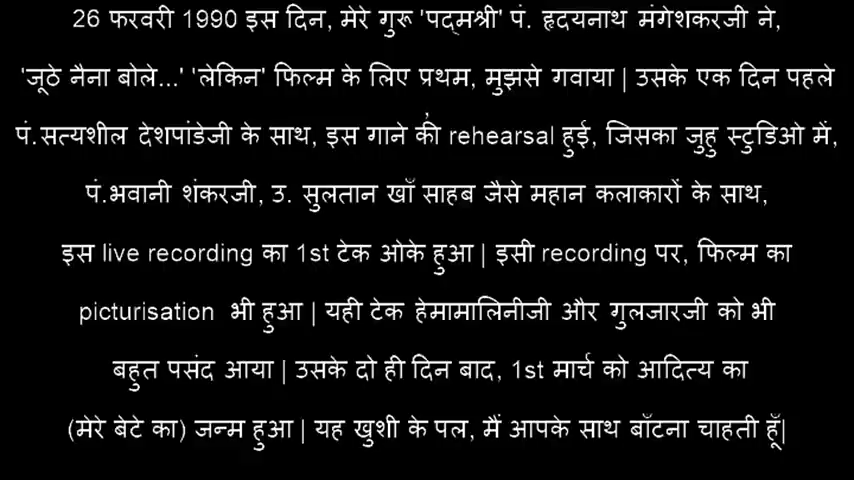 26 फरवरी 1990 इस दिन, मेरे गुरू 'पद्मश्री' पं. हृदयनाथ मंगेशकरजी ने,
'जूठे नैना बोले...' 'लेकिन' फिल्म के लिए प्रथम, मुझसे गवाया | उसके एक दिन पहले
पं.सत्यशील देशपांडेजी के साथ, इस गाने की rehearsal हुई, जिसका जुहु स्टुडिओ में,
पं.भवानी शंकरजी, उ. सुलतान खाँ साहब जैसे महान कलाकारों के साथ,
इस live recording का 1st टेक ओके हुआ | इसी recording पर, फिल्म का
picturisation भी हुआ | यही टेक हेमामालिनीजी और गुलजारजी को भी
बहुत पसंद आया | उसके दो ही दिन बाद, 1st मार्च को आदित्य का
(मेरे बेटे का) जन्म हुआ | यह खुशी के पल, मैं आपके साथ बाँटना चाहती हूँ|